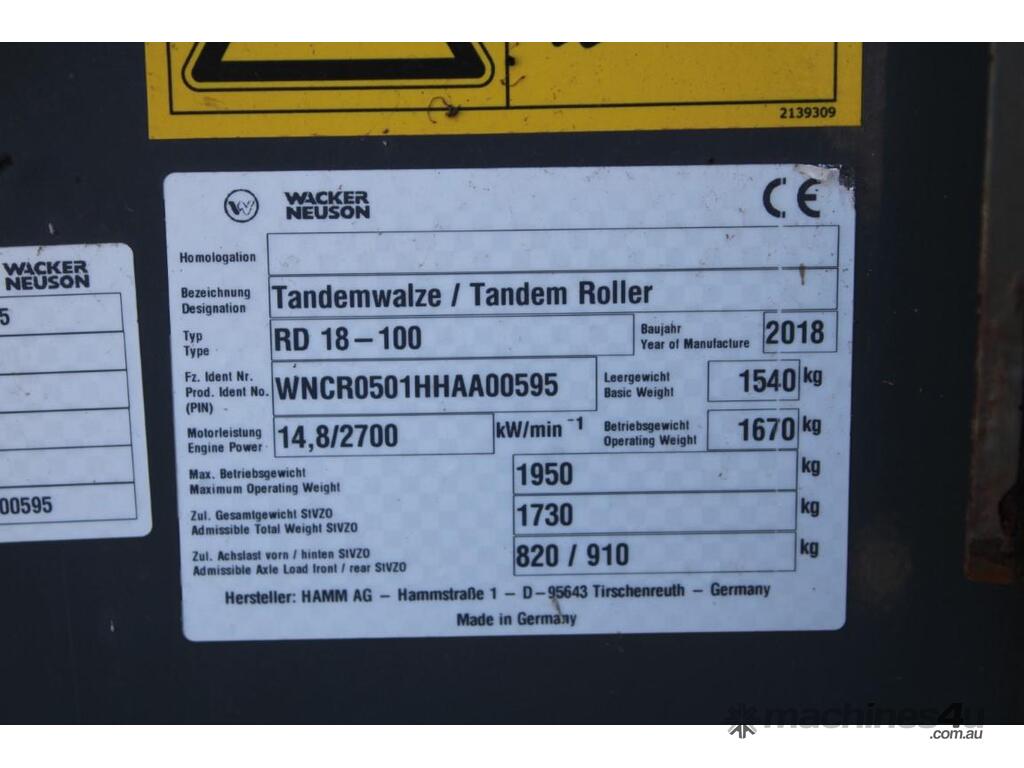 2139309
WACKER
NEUSON
CE
Homologation
Bezeichnung
Designation
Tandemwalze / Tandem Roller
Typ
Type
RD 18-100
Baujahr
Year of Manufacture
2018
Fz. Ident Nr.
Prod. Ident No.
(PIN)
WNCR0501HHAA00595
Leergewicht
Basic Weight
1540 kg
Motorleistung
Engine Power
14,8/2700 kW/min -1
Betriebsgewicht
Operating Weight
1670 kg
Max. Betriebsgewicht
Maximum Operating Weight
1950 kg
Zul. Gesamtgewicht StVZO
Admissible Total Weight StVZO
1730 kg
Zul. Achslast vorn / hinten StVZO
Admissible Axle Load front / rear StVZO
820 / 910 kg
Hersteller: HAMM AG - Hammstraße 1 - D-95643 Tirschenreuth - Germany
Made in Germany
WACKER
NEUSON
5
00595
machines4u
.com.au